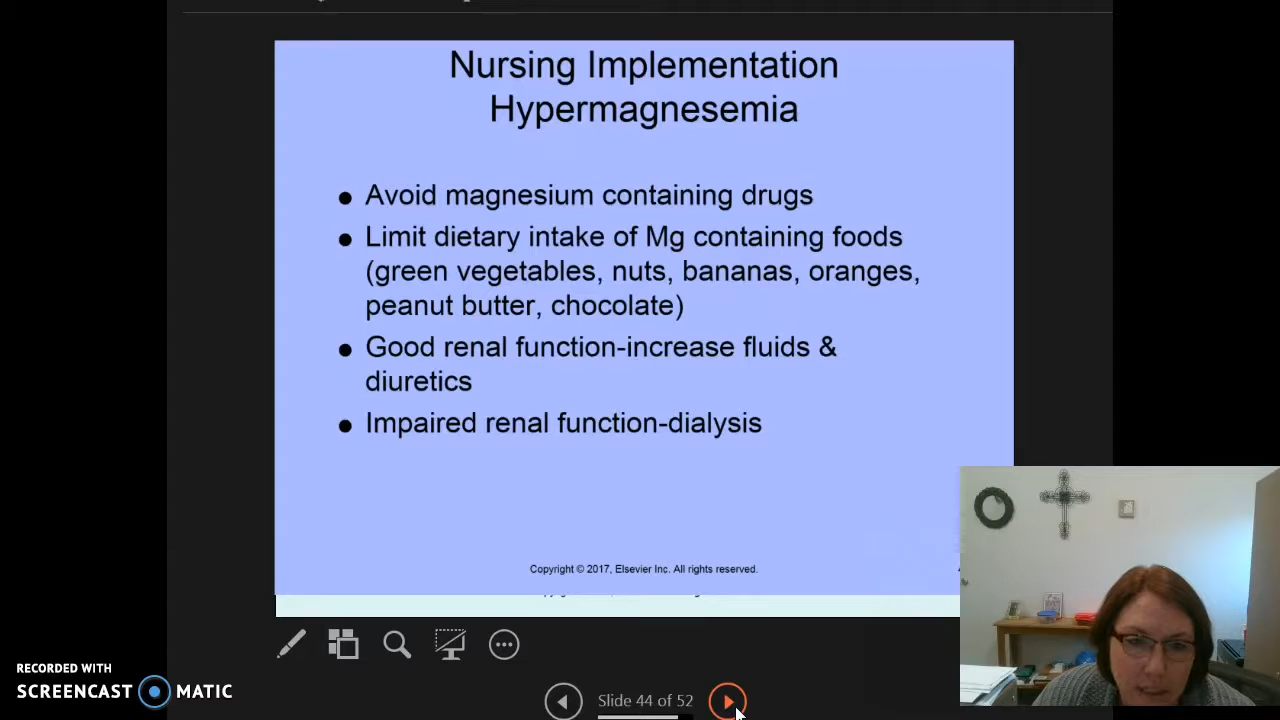 Nursing Implementation
Hypermagnesemia
● Avoid magnesium containing drugs
● Limit dietary intake of Mg containing foods
(green vegetables, nuts, bananas, oranges,
peanut butter, chocolate)
● Good renal function-increase fluids &
diuretics
● Impaired renal function-dialysis
Copyright © 2017, Elsevier Inc. All rights reserved.
Slide 44 of 52
RECORDED WITH
SCREENCAST MATIC